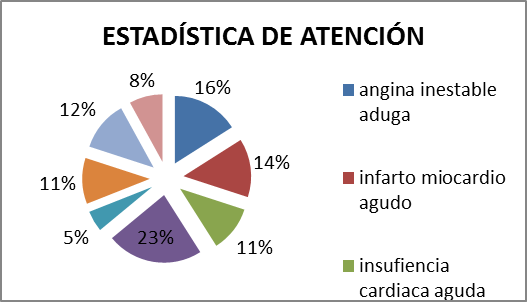 ESTADÍSTICA DE ATENCIÓN
8%
16%
12%
14%
11%
5%
23%
11%
angina inestable
aduga
infarto miocardio
agudo
insufiencia
cardiaca aguda